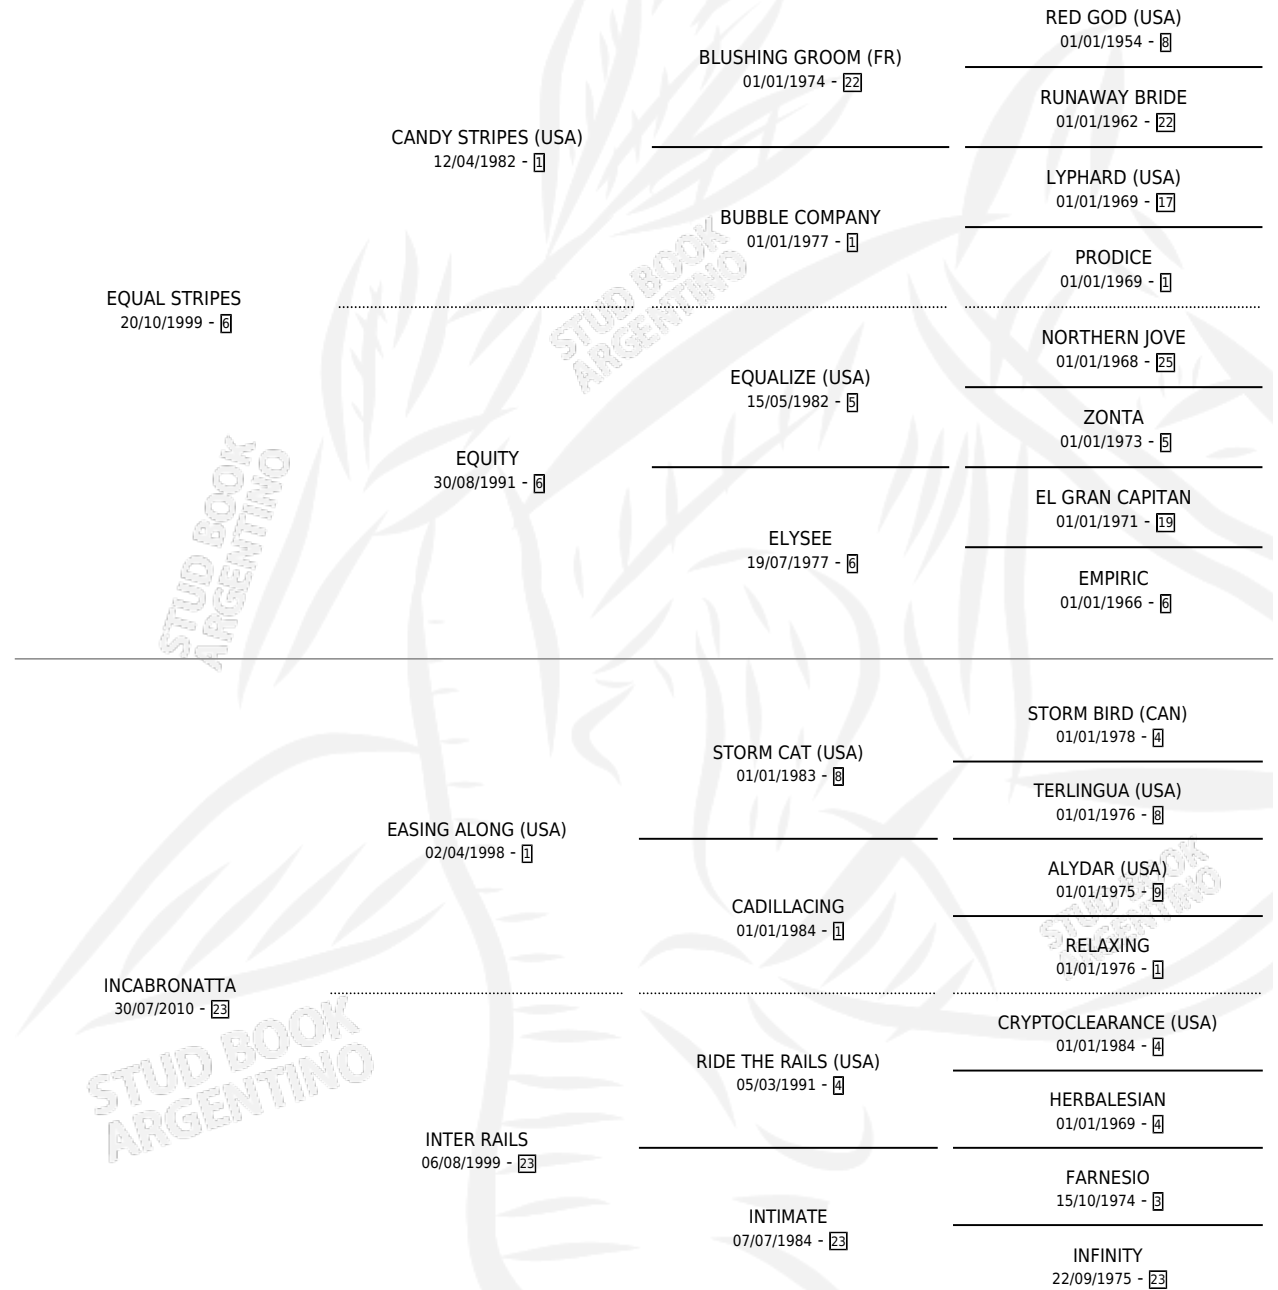 RED GOD (USA)
01/01/1954 - 8
BLUSHING GROOM (FR)
01/01/1974 - 22
RUNAWAY BRIDE
01/01/1962 - 22
CANDY STRIPES (USA)
12/04/1982 - 1
LYPHARD (USA)
01/01/1969 - 17
BUBBLE COMPANY
01/01/1977 - 1
PRODICE
01/01/1969 - 1
EQUAL STRIPES
20/10/1999 - 6
NORTHERN JOVE
01/01/1968 - 25
EQUALIZE (USA)
15/05/1982 - 5
ZONTA
01/01/1973 - 5
EQUITY
30/08/1991 - 6
EL GRAN CAPITAN
01/01/1971 - 19
ELYSEE
19/07/1977 - 6
EMPIRIC
01/01/1966 - 6
STORM BIRD (CAN)
01/01/1978 - 4
STORM CAT (USA)
01/01/1983 - 8
TERLINGUA (USA)
01/01/1976 - 8
EASING ALONG (USA)
02/04/1998 - 1
ALYDAR (USA)
01/01/1975 - 9
CADILLACING
01/01/1984 - 1
RELAXING
01/01/1976 - 1
INCABRONATTA
30/07/2010 - 23
CRYPTOCLEARANCE (USA)
01/01/1984 - 4
RIDE THE RAILS (USA)
05/03/1991 - 4
HERBALESIAN
01/01/1969 - 4
INTER RAILS
06/08/1999 - 23
FARNESIO
15/10/1974 - 3
INTIMATE
07/07/1984 - 23
INFINITY
22/09/1975 - 23
STUD BOOK
ARGENTINO
STUD BOOK
ARGENTINO
STUD BOOK
ARGENTINO
STUD BOOK
ARGENTINO